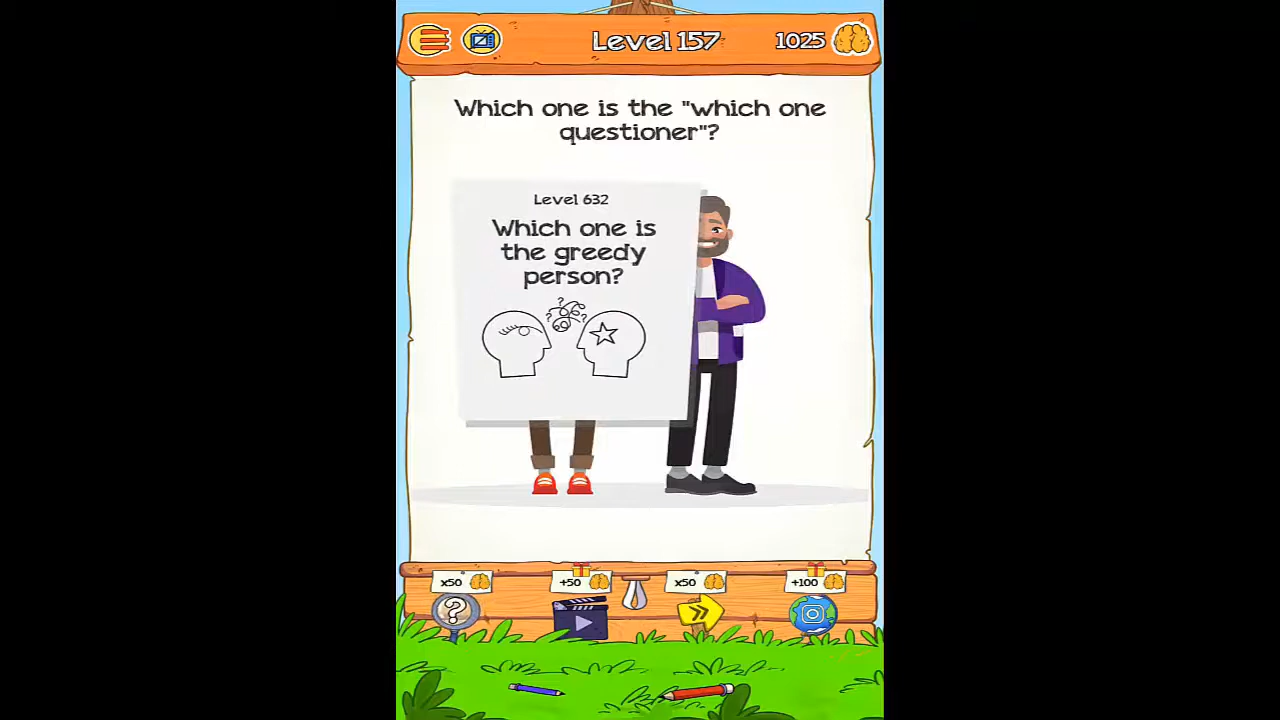 Level 157
1025
Which one is the "which one
questioner"?
Level 632
Which one is
the greedy
person?
? ? ?
x50
+50
x50
+100
?